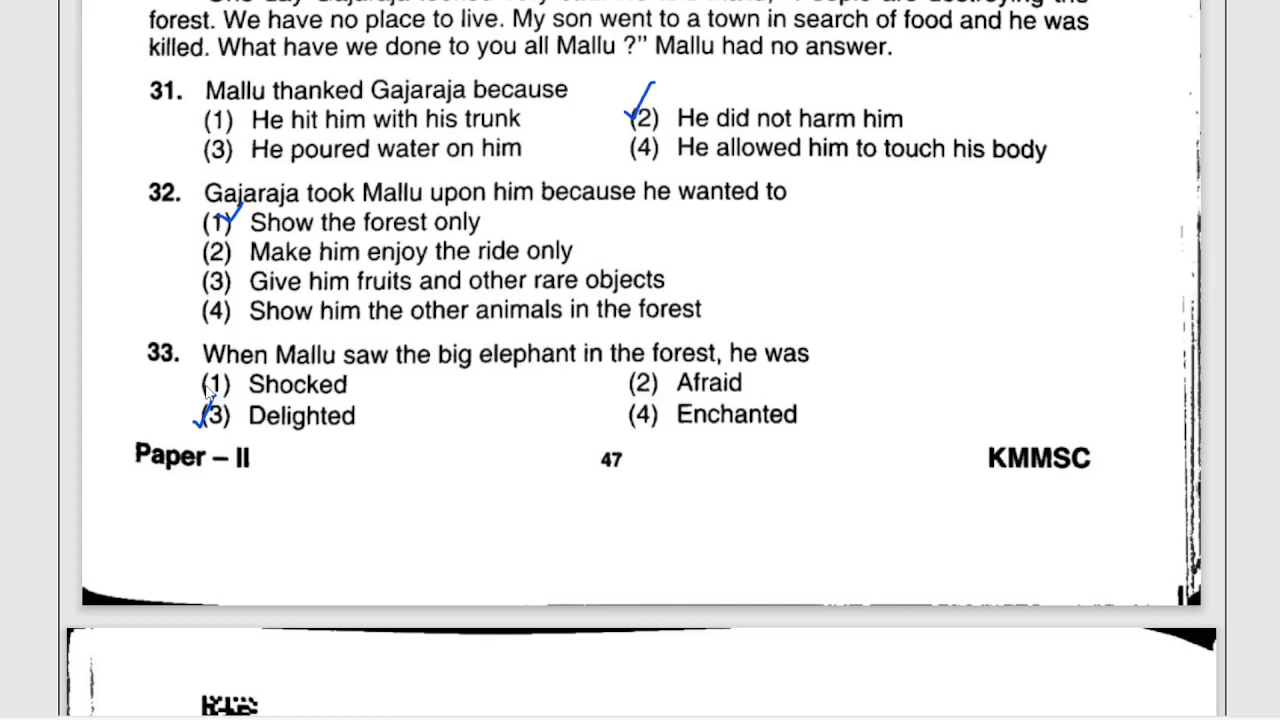 forest. We have no place to live. My son went to a town in search of food and he was
killed. What have we done to you all Mallu ?" Mallu had no answer.
31. Mallu thanked Gajaraja because
(1) He hit him with his trunk (2) He did not harm him
(3) He poured water on him (4) He allowed him to touch his body
32. Gajaraja took Mallu upon him because he wanted to
(1) Show the forest only
(2) Make him enjoy the ride only
(3) Give him fruits and other rare objects
(4) Show him the other animals in the forest
33. When Mallu saw the big elephant in the forest, he was
(1) Shocked (2) Afraid
(3) Delighted (4) Enchanted
Paper – II 47 KMMSC